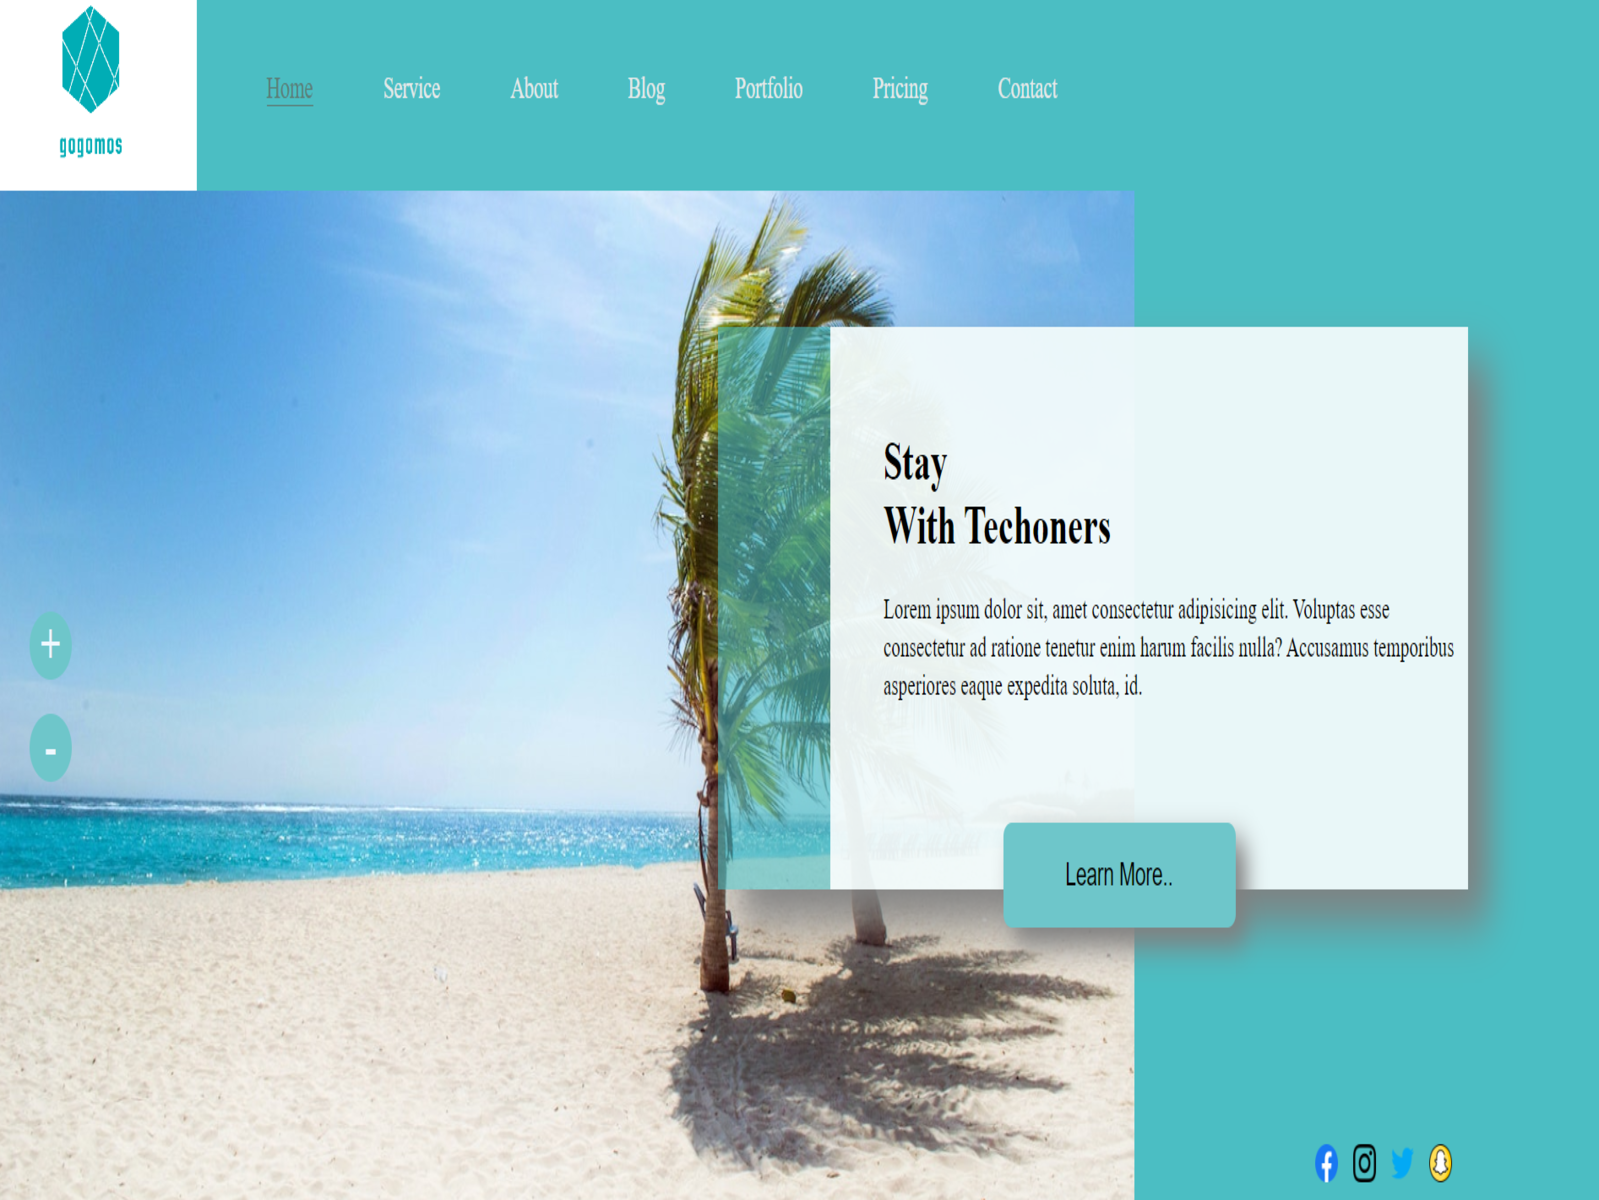 gogomos
Home Service About Blog Portfolio Pricing Contact
Stay
With Techoners
Lorem ipsum dolor sit, amet consectetur adipisicing elit. Voluptas esse
consectetur ad ratione tenetur enim harum facilis nulla? Accusamus temporibus
asperiores eaque expedita soluta, id.
+
-
Learn More..